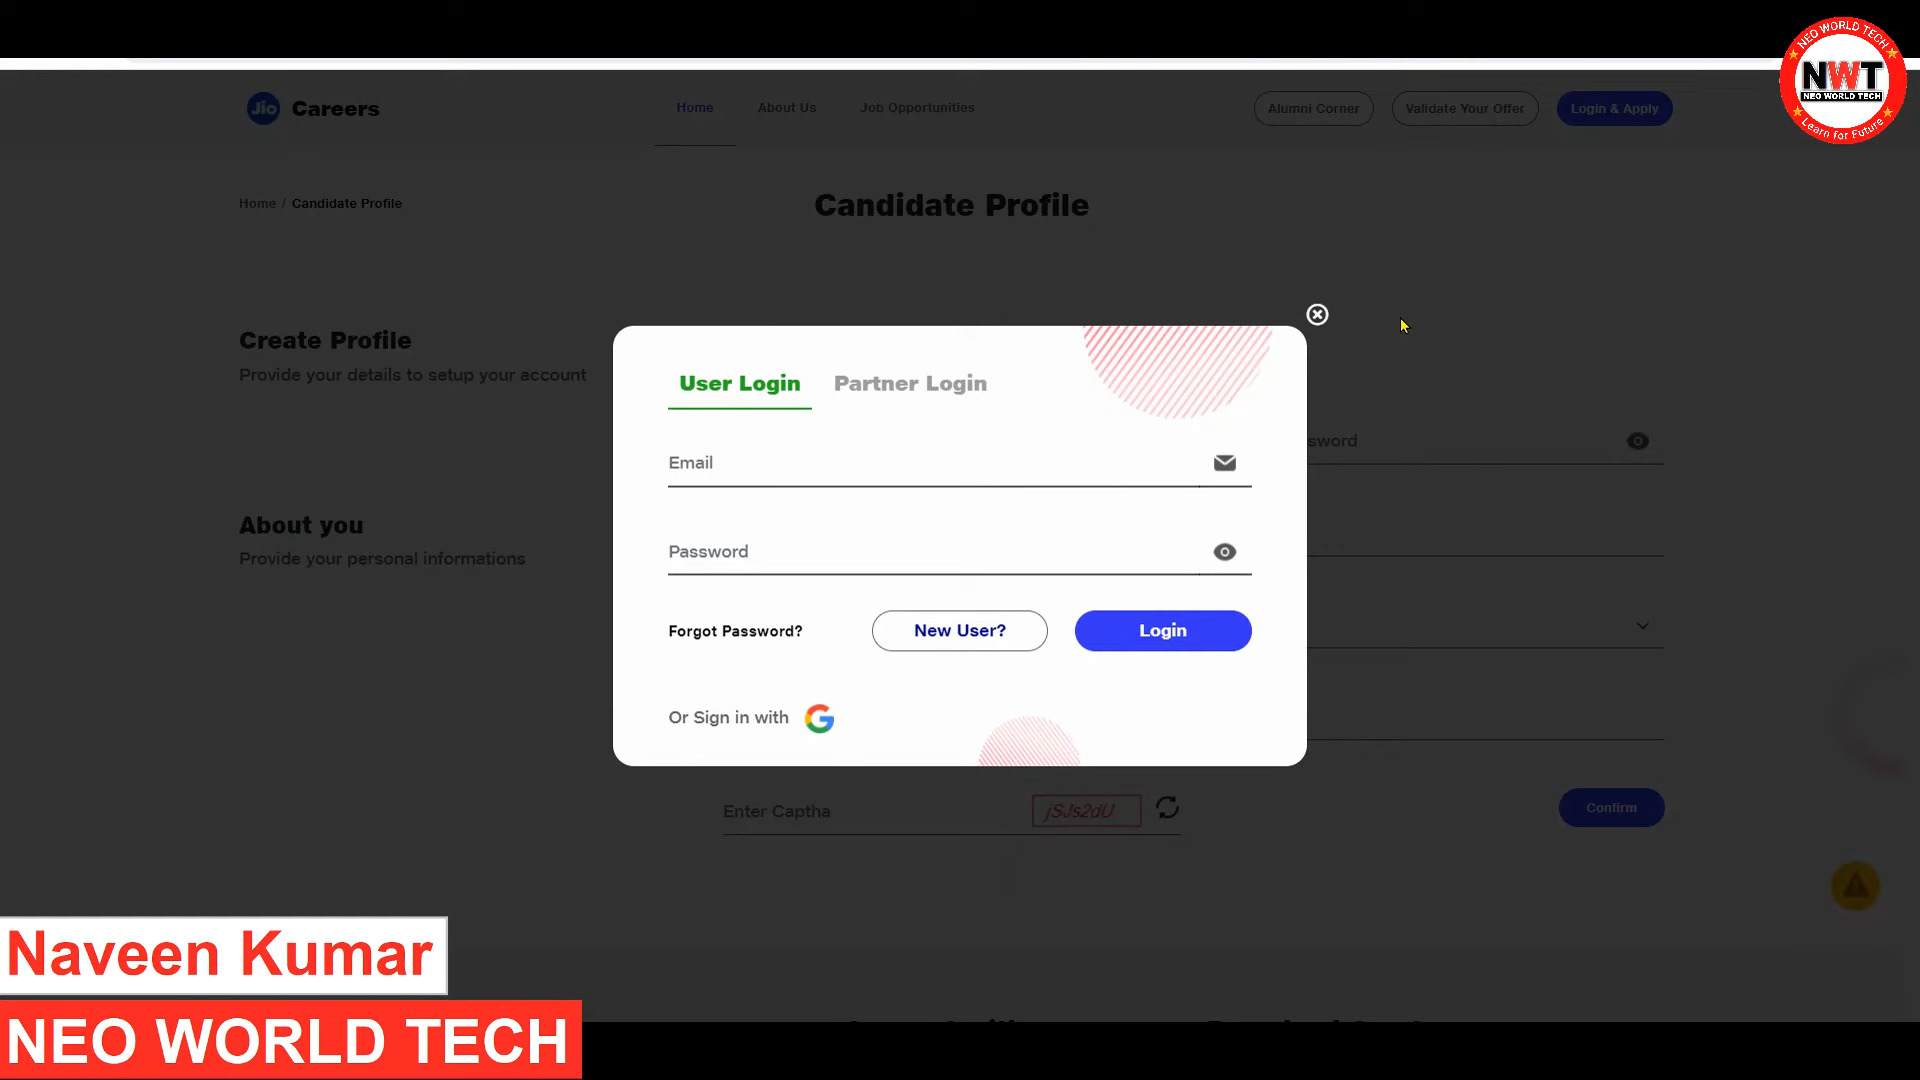 NEO WORLD TECH
NWT
NEO WORLD TECH
Learn for Future
Jio Careers
Home
About Us
Job Opportunities
Alumni Corner
Validate Your Offer
Login & Apply
Home / Candidate Profile
Candidate Profile
Create Profile
Provide your details to setup your account
User Login
Partner Login
Email
sword
Password
About you
Provide your personal informations
Forgot Password?
New User?
Login
Or Sign in with
Enter Captha
jSJs2dU
Confirm
Naveen Kumar
NEO WORLD TECH